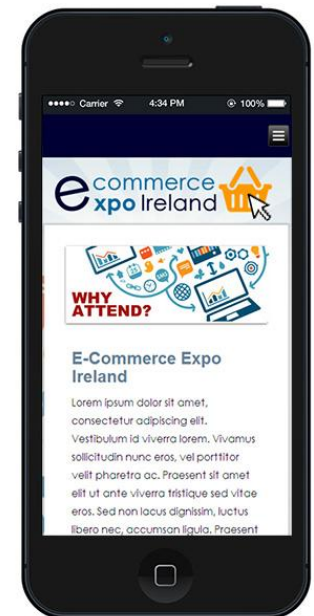 Carrier 4:34 PM 100%
ecommerce
expo Ireland
WHY
ATTEND?
E-Commerce Expo
Ireland
Lorem ipsum dolor sit amet,
consectetur adipiscing elit.
Vestibulum id viverra lorem. Vivamus
sollicitudin nunc eros, vel porttitor
velit pharetra ac. Praesent sit amet
elit ut ante viverra tristique sed vitae
eros. Sed non lacus dignissim, luctus
libero nec, accumsan ligula. Praesent